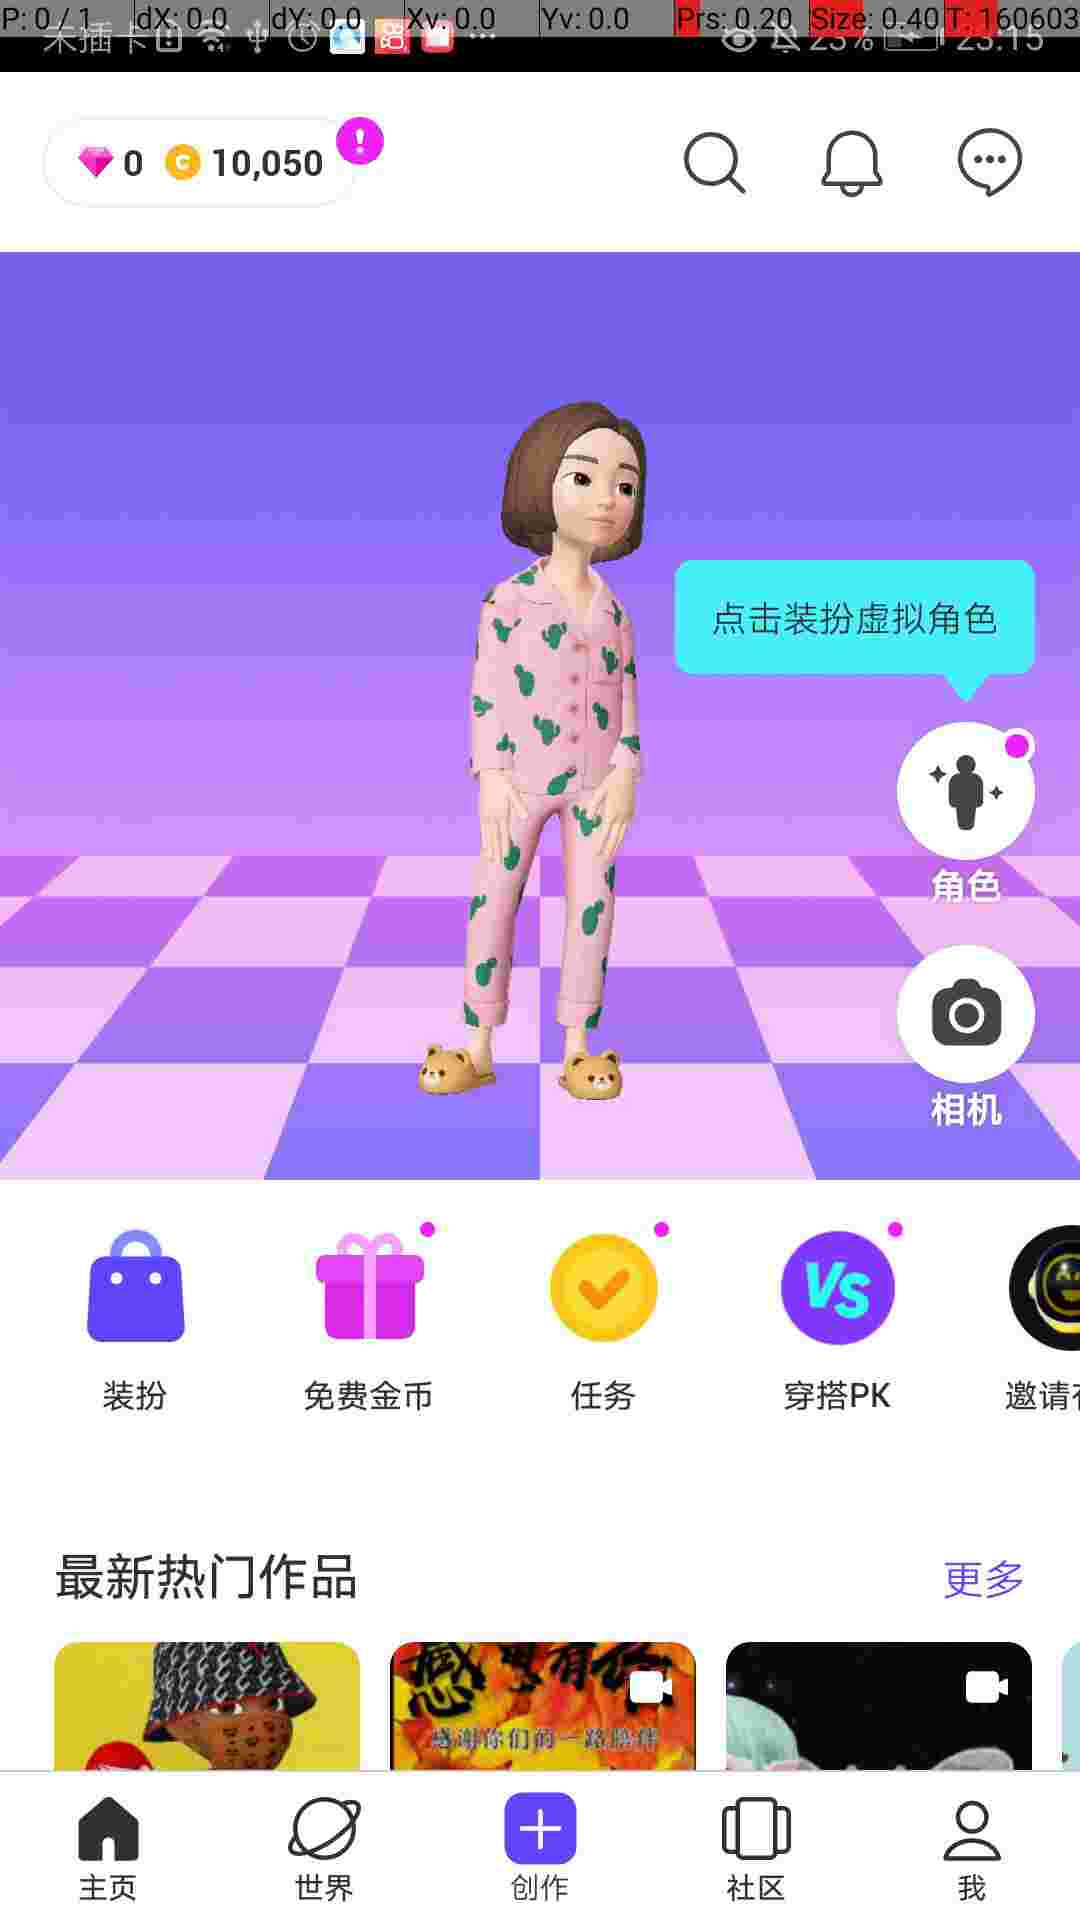 P: 0 / 1 dX: 0.0 dY: 0.0 Xv: 0.0 Yv: 0.0 Prs: 0.20 Size: 0.40 T: 160603
未插卡 23% 23:15
0 10,050
点击装扮虚拟角色
角色
相机
装扮 免费金币 任务 穿搭PK 邀请
最新热门作品 更多
感谢你们的一路陪伴
主页 世界 创作 社区 我